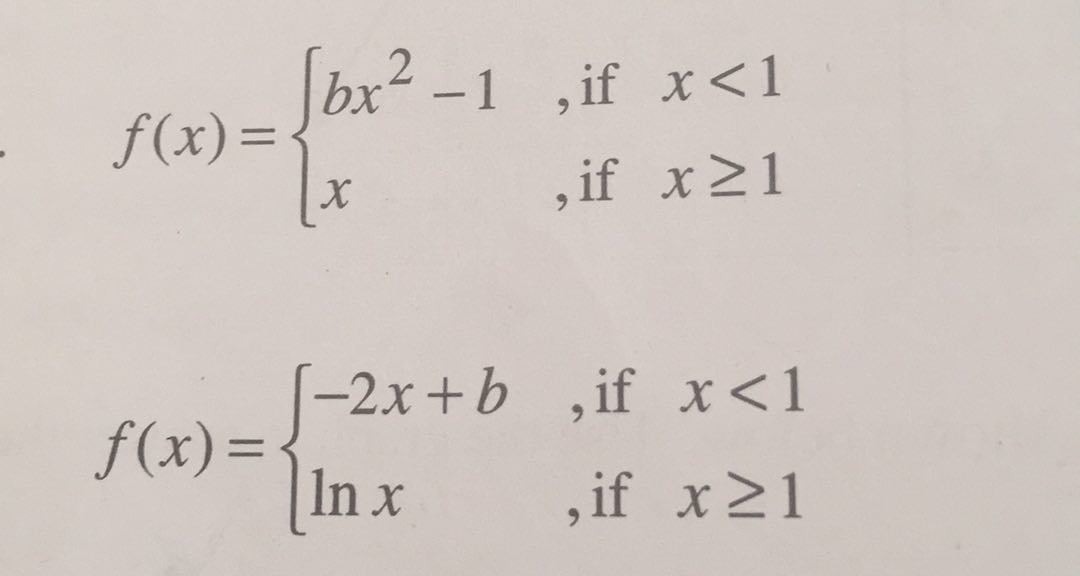 f(x) = { bx² − 1 , if x < 1
x , if x ≥ 1
f(x) = { −2x + b , if x < 1
ln x , if x ≥ 1